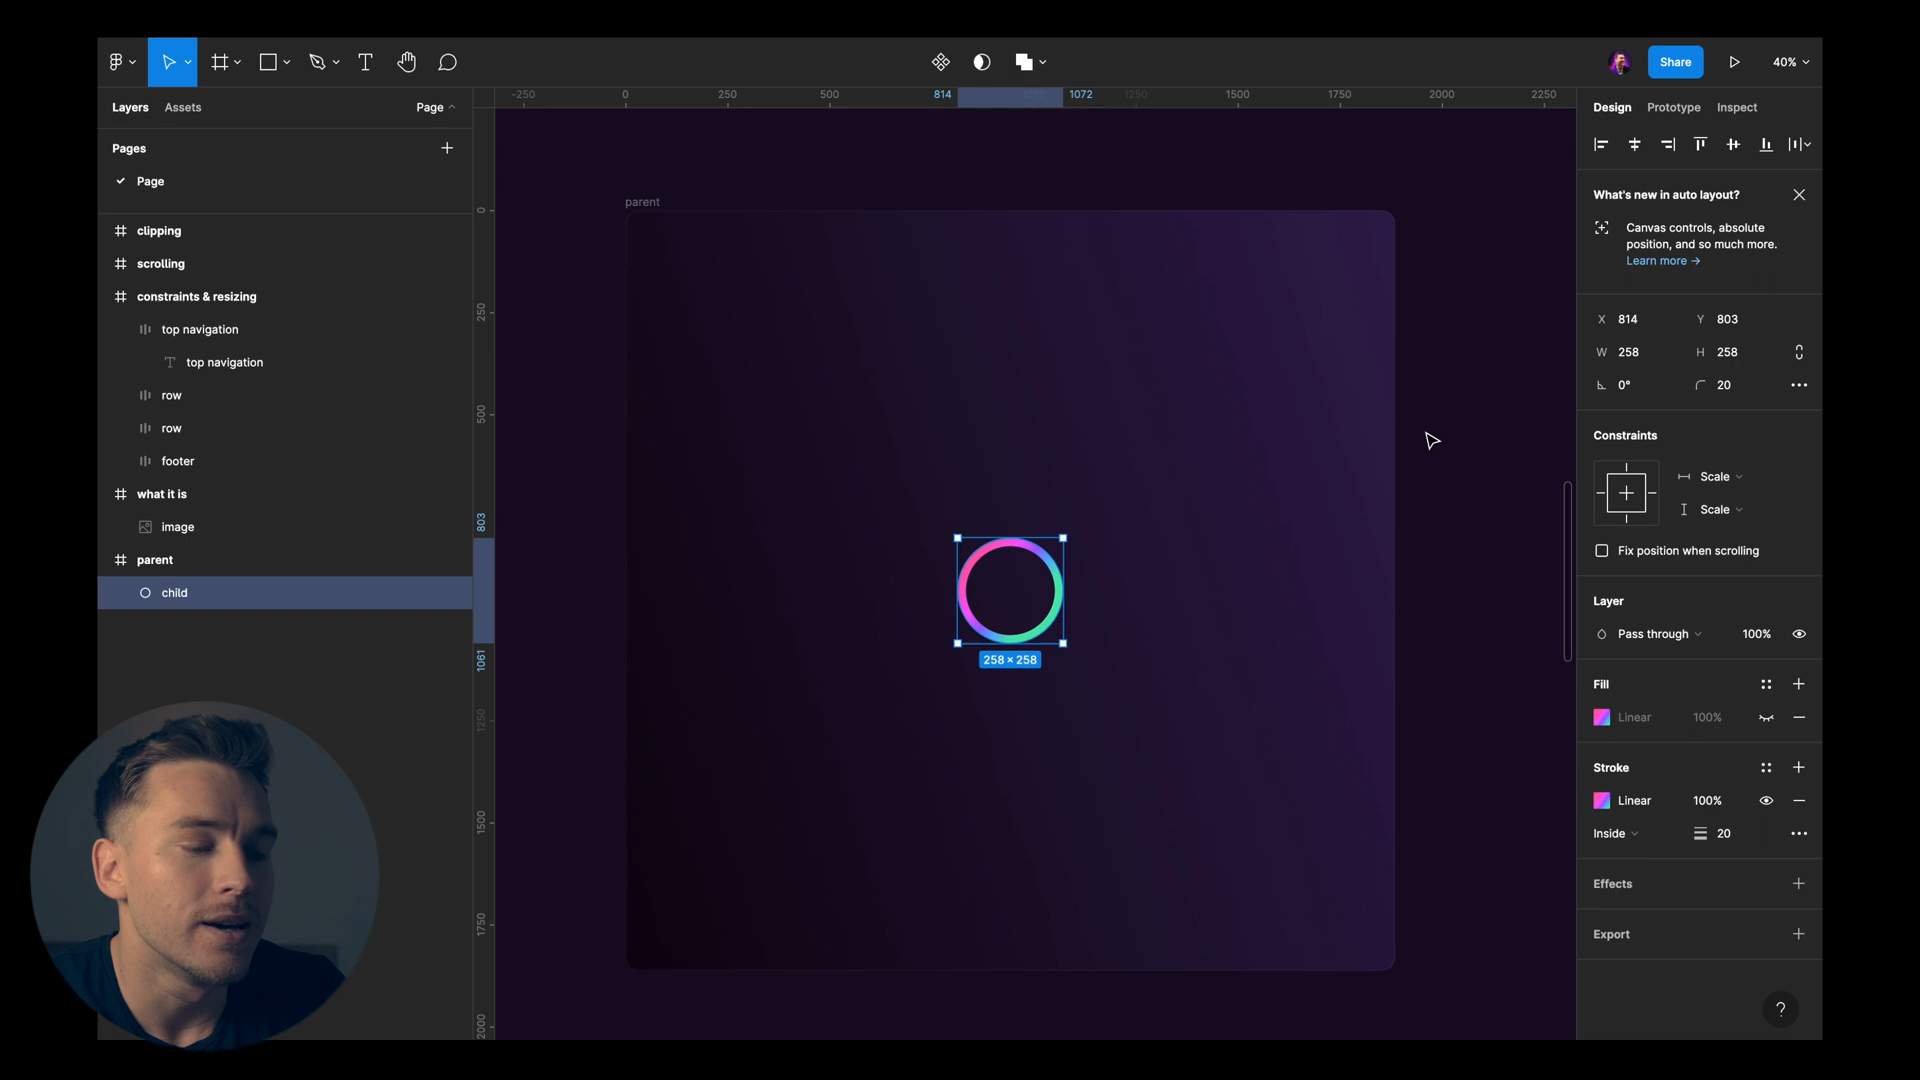 Share
40%
Layers
Assets
Page
-250
0
250
500
814
1072
1250
1500
1750
2000
2250
Design
Prototype
Inspect
Pages
Page
clipping
scrolling
constraints & resizing
top navigation
top navigation
row
row
footer
what it is
image
parent
child
0
250
500
803
1061
1250
1500
1750
2000
parent
258 × 258
What's new in auto layout?
Canvas controls, absolute
position, and so much more.
Learn more →
X 814
Y 803
W 258
H 258
0°
20
Constraints
Scale
Scale
Fix position when scrolling
Layer
Pass through
100%
Fill
Linear
100%
Stroke
Linear
100%
Inside
20
Effects
Export
?